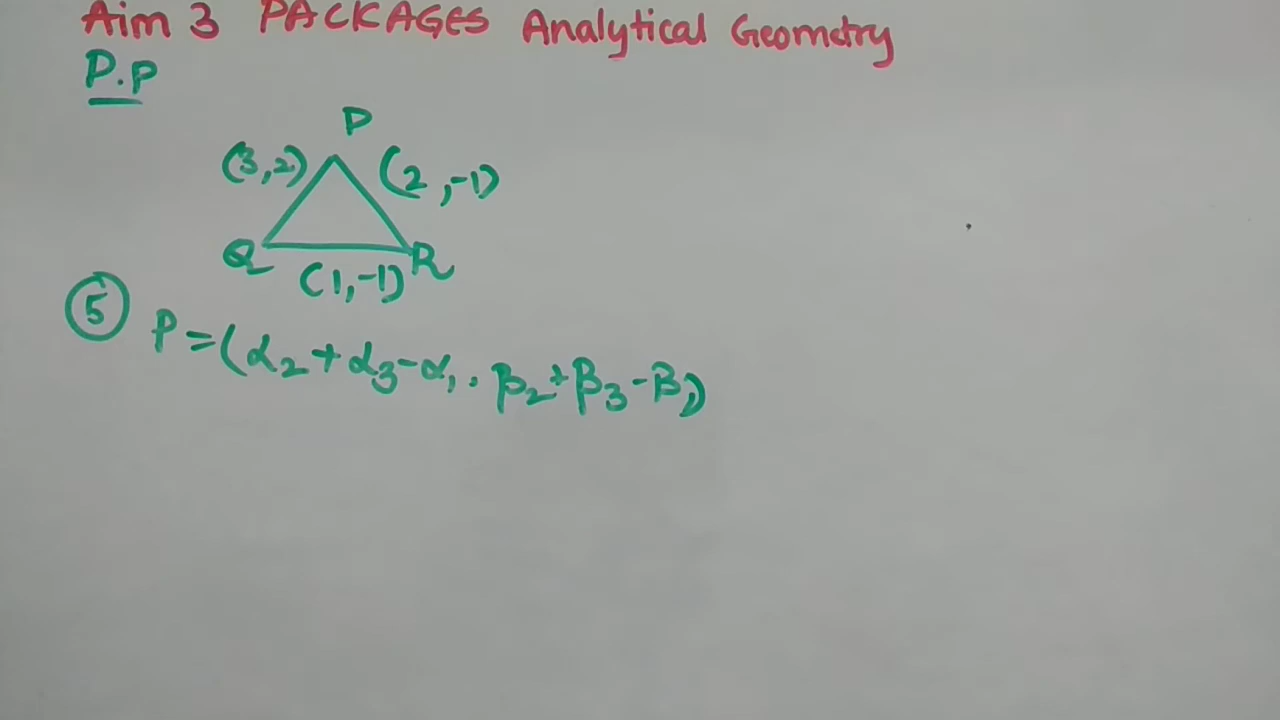 Aim 3 PACKAGES Analytical Geometry
P.P
P
(3,2) (2,-1)
Q (1,-1) R
⑤ P=(α₂+α₃-α₁, β₂+β₃-β₁)